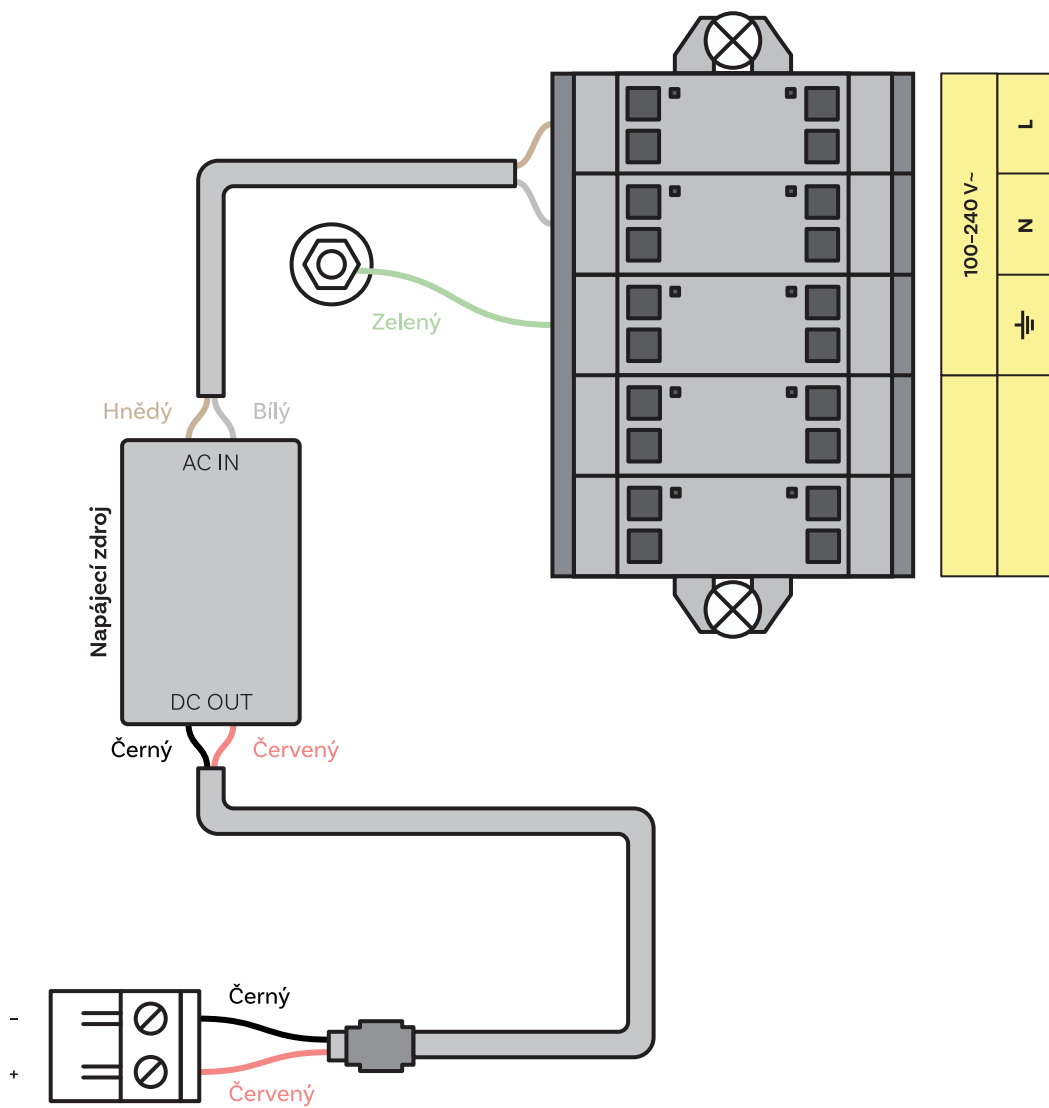 L
N
100-240 V~
Zelený
Hnědý
Bílý
AC IN
Napájecí zdroj
DC OUT
Černý
Červený
Černý
-
+
Červený